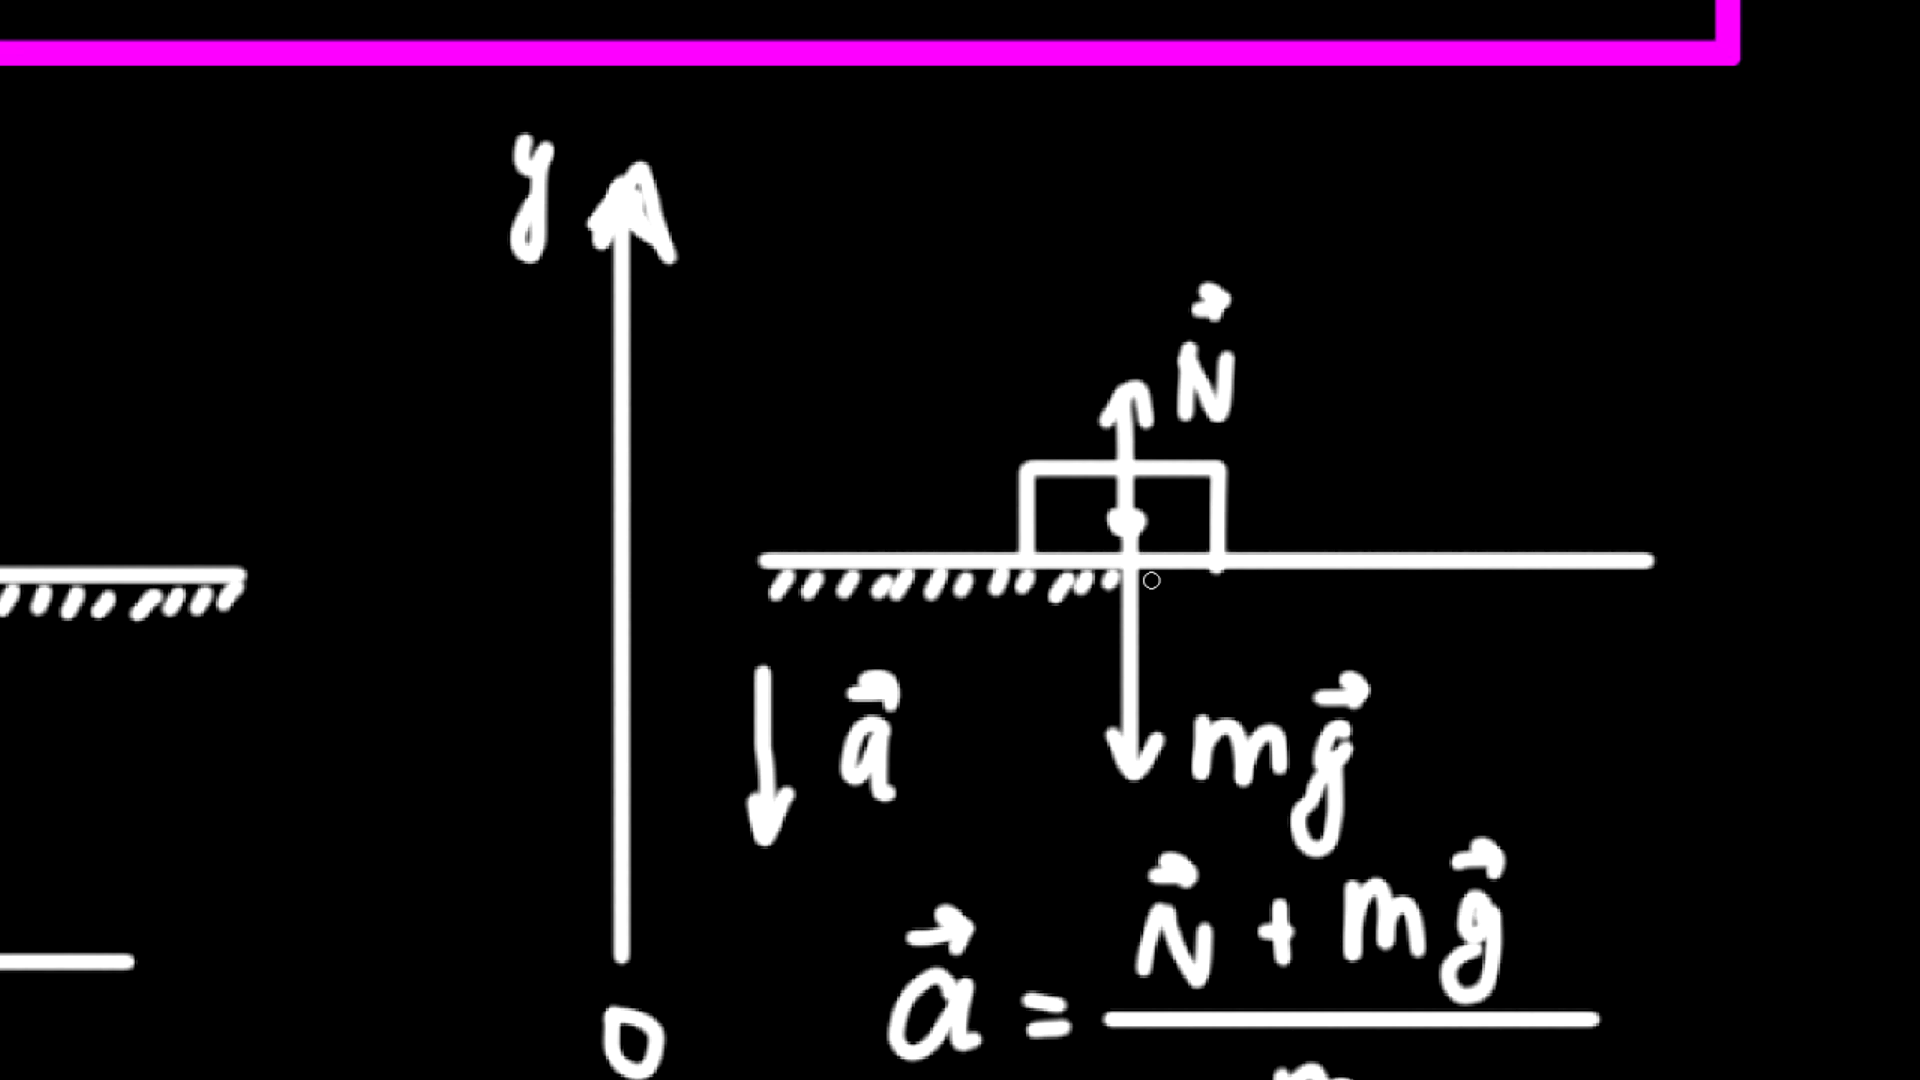 y
N⃗
a⃗
mg⃗
a⃗ = N⃗ + mg⃗
m
0